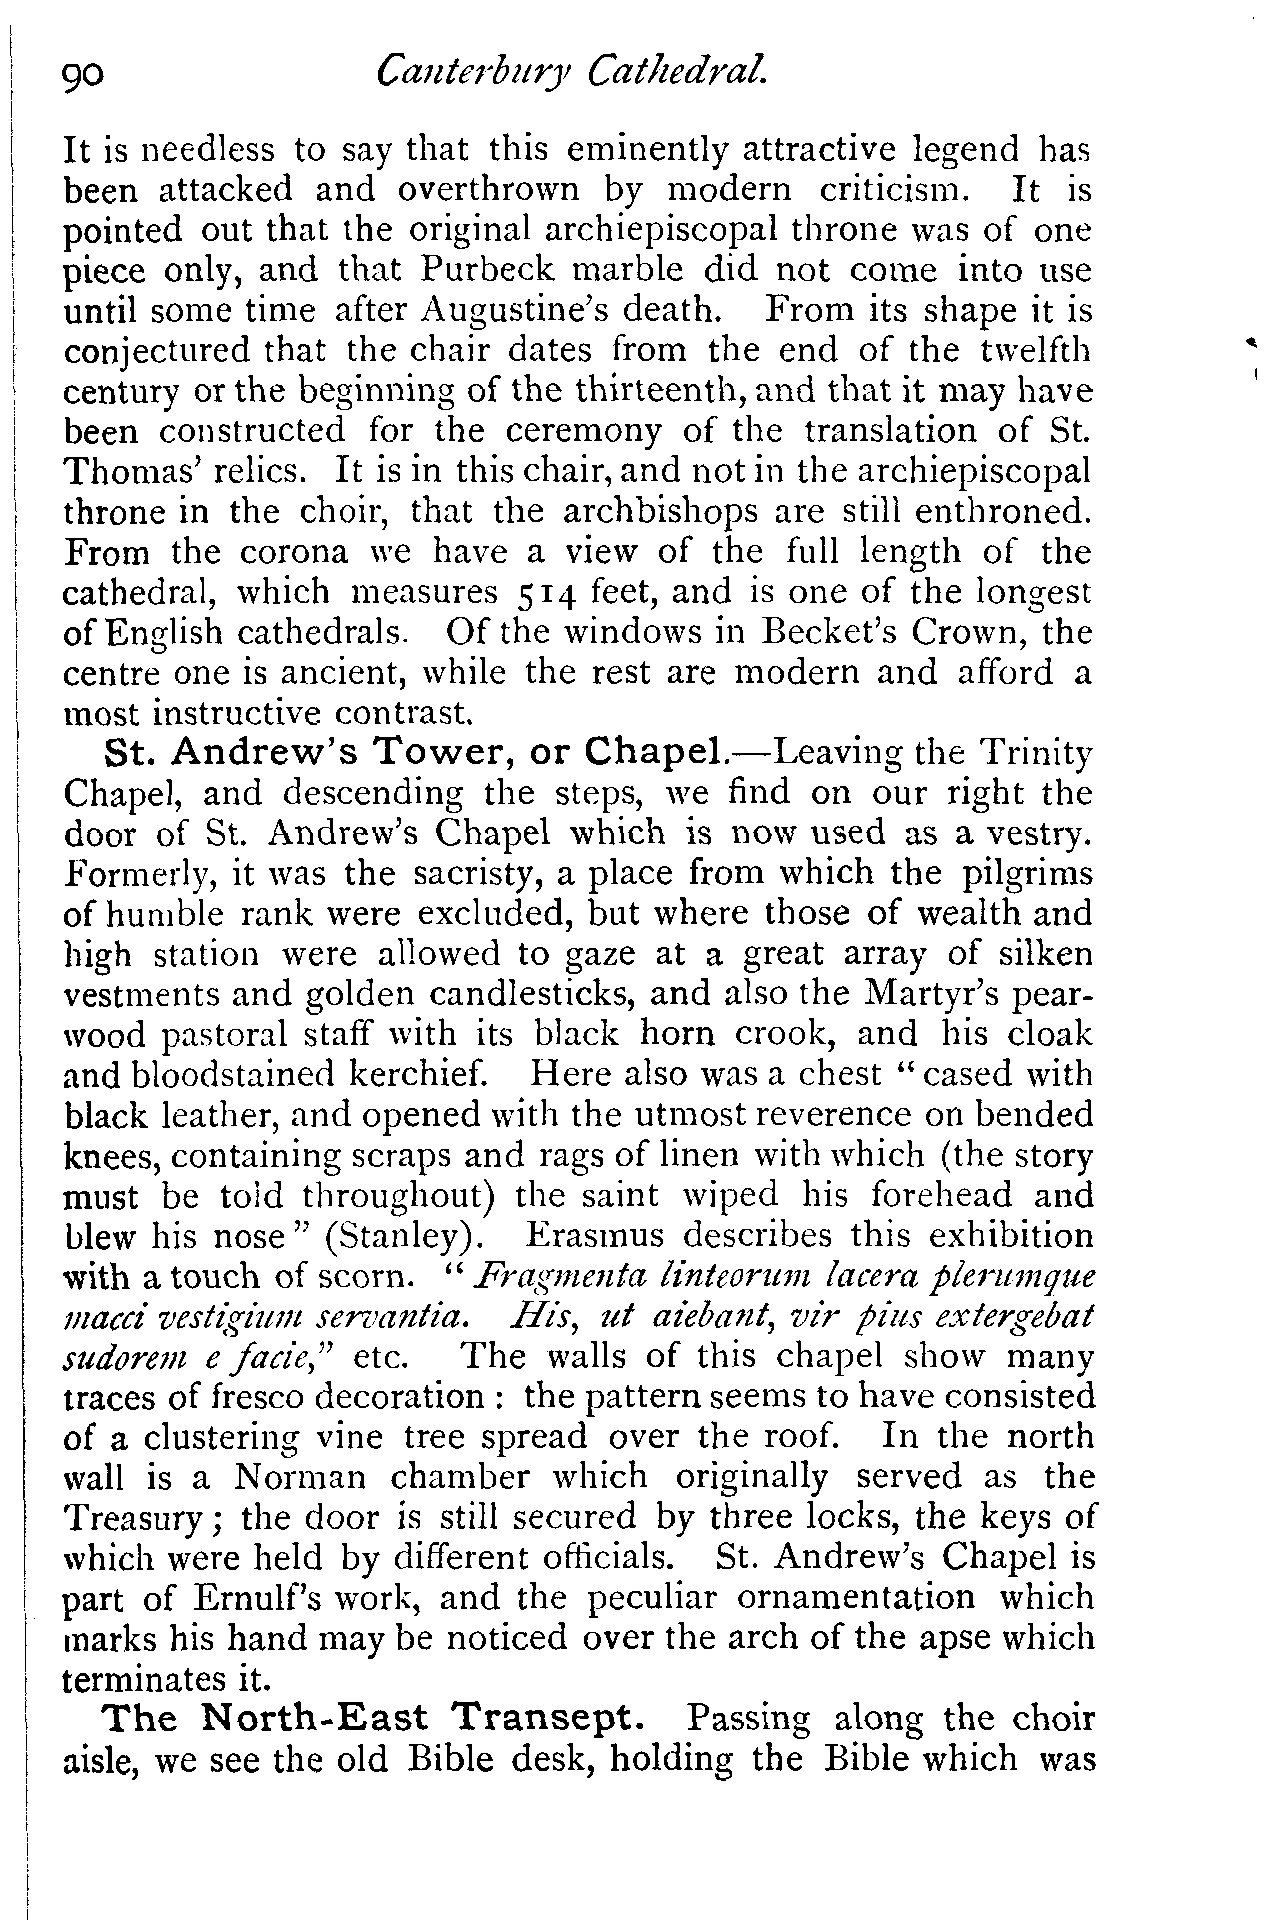 90 Canterbury Cathedral.
It is needless to say that this eminently attractive legend has
been attacked and overthrown by modern criticism. It is
pointed out that the original archiepiscopal throne was of one
piece only, and that Purbeck marble did not come into use
until some time after Augustine's death. From its shape it is
conjectured that the chair dates from the end of the twelfth
century or the beginning of the thirteenth, and that it may have
been constructed for the ceremony of the translation of St.
Thomas' relics. It is in this chair, and not in the archiepiscopal
throne in the choir, that the archbishops are still enthroned.
From the corona we have a view of the full length of the
cathedral, which measures 514 feet, and is one of the longest
of English cathedrals. Of the windows in Becket's Crown, the
centre one is ancient, while the rest are modern and afford a
most instructive contrast.
St. Andrew's Tower, or Chapel.—Leaving the Trinity
Chapel, and descending the steps, we find on our right the
door of St. Andrew's Chapel which is now used as a vestry.
Formerly, it was the sacristy, a place from which the pilgrims
of humble rank were excluded, but where those of wealth and
high station were allowed to gaze at a great array of silken
vestments and golden candlesticks, and also the Martyr's pear-
wood pastoral staff with its black horn crook, and his cloak
and bloodstained kerchief. Here also was a chest "cased with
black leather, and opened with the utmost reverence on bended
knees, containing scraps and rags of linen with which (the story
must be told throughout) the saint wiped his forehead and
blew his nose" (Stanley). Erasmus describes this exhibition
with a touch of scorn. "Fragmenta linteorum lacera plerumque
macci vestigium servantia. His, ut aiebant, vir pius extergebat
sudorem e facie," etc. The walls of this chapel show many
traces of fresco decoration: the pattern seems to have consisted
of a clustering vine tree spread over the roof. In the north
wall is a Norman chamber which originally served as the
Treasury; the door is still secured by three locks, the keys of
which were held by different officials. St. Andrew's Chapel is
part of Ernulf's work, and the peculiar ornamentation which
marks his hand may be noticed over the arch of the apse which
terminates it.
The North-East Transept. Passing along the choir
aisle, we see the old Bible desk, holding the Bible which was